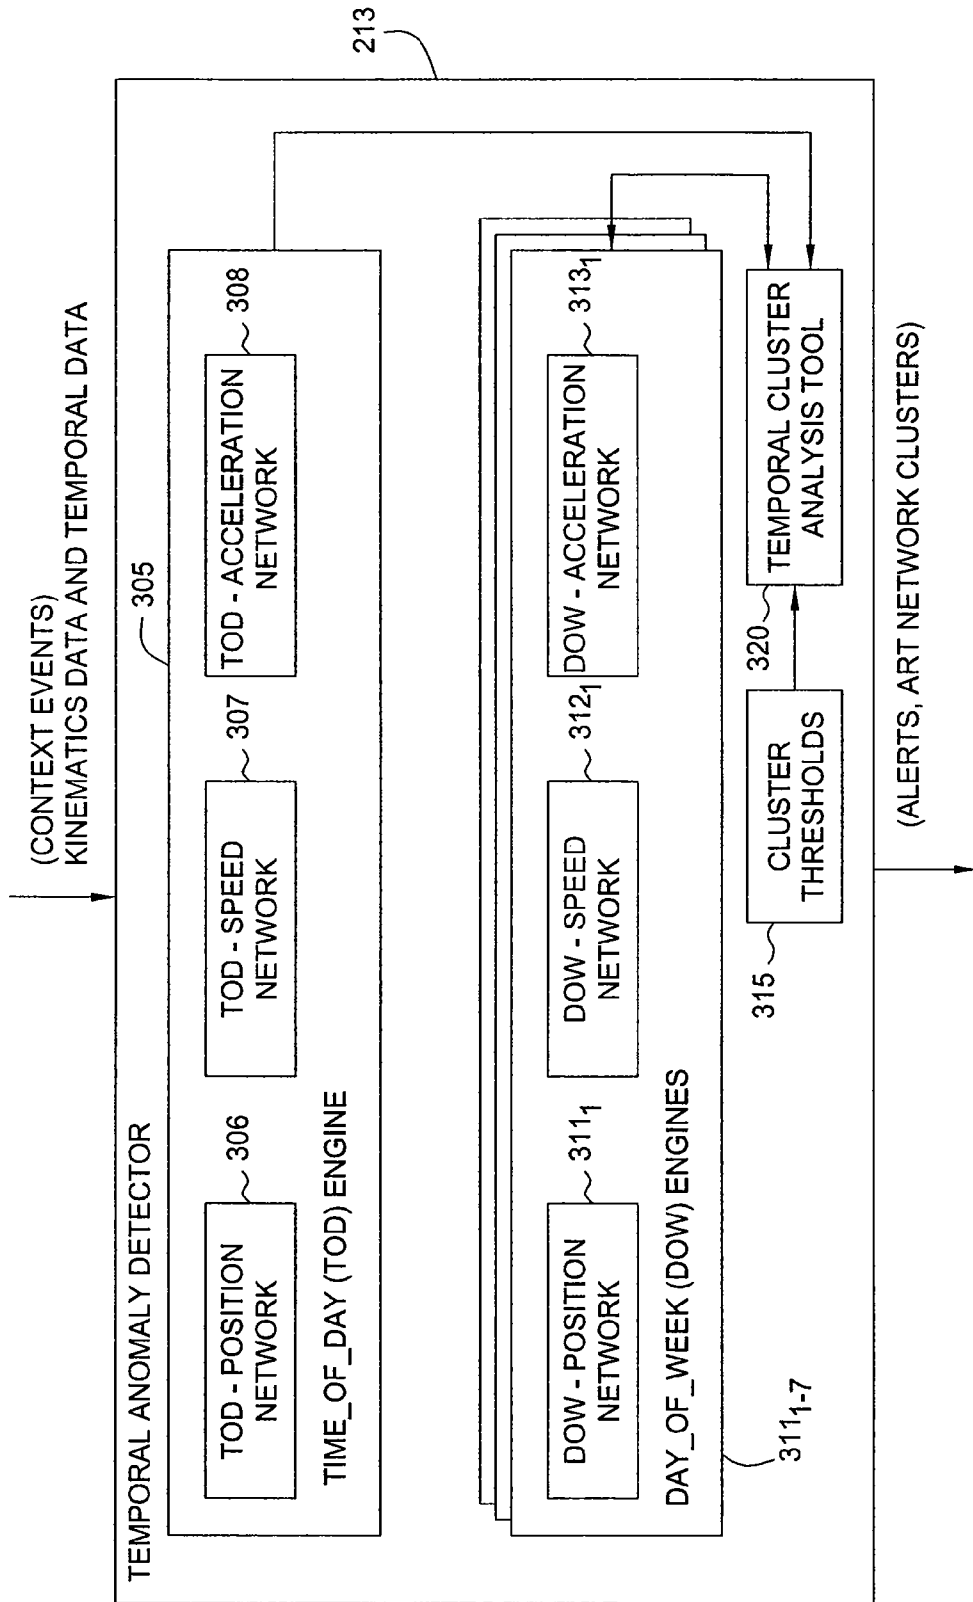 (CONTEXT EVENTS)
KINEMATICS DATA AND TEMPORAL DATA
213
TEMPORAL ANOMALY DETECTOR
305
306
307
308
TOD - POSITION
NETWORK
TOD - SPEED
NETWORK
TOD - ACCELERATION
NETWORK
TIME_OF_DAY (TOD) ENGINE
311₁
312₁
313₁
DOW - POSITION
NETWORK
DOW - SPEED
NETWORK
DOW - ACCELERATION
NETWORK
DAY_OF_WEEK (DOW) ENGINES
311₁₋₇
315
CLUSTER
THRESHOLDS
320
TEMPORAL CLUSTER
ANALYSIS TOOL
(ALERTS, ART NETWORK CLUSTERS)